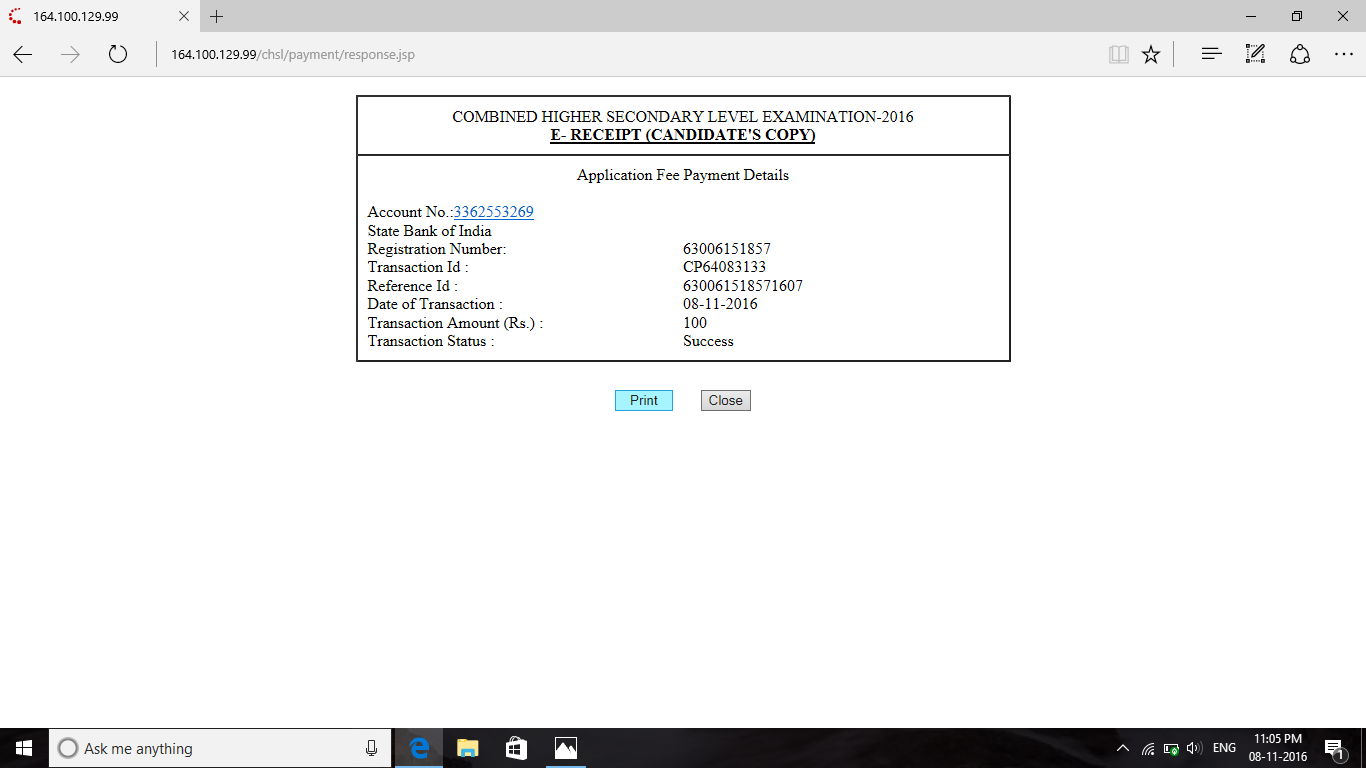 164.100.129.99
164.100.129.99/chsl/payment/response.jsp
COMBINED HIGHER SECONDARY LEVEL EXAMINATION-2016
E- RECEIPT (CANDIDATE'S COPY)
Application Fee Payment Details
Account No.:3362553269
State Bank of India
Registration Number: 63006151857
Transaction Id : CP64083133
Reference Id : 630061518571607
Date of Transaction : 08-11-2016
Transaction Amount (Rs.) : 100
Transaction Status : Success
Print Close
Ask me anything
ENG
11:05 PM
08-11-2016
1